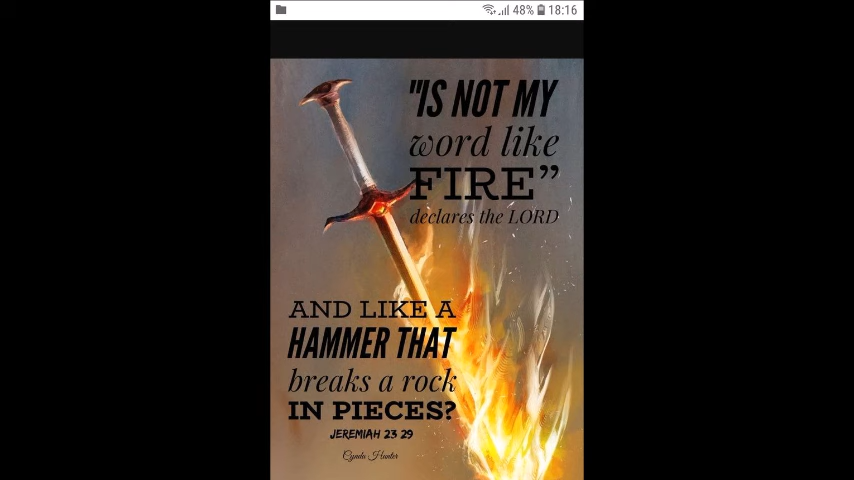 48% 18:16
"IS NOT MY
word like
FIRE”
declares the LORD
AND LIKE A
HAMMER THAT
breaks a rock
IN PIECES?
JEREMIAH 23 29
Cyndu Hunter